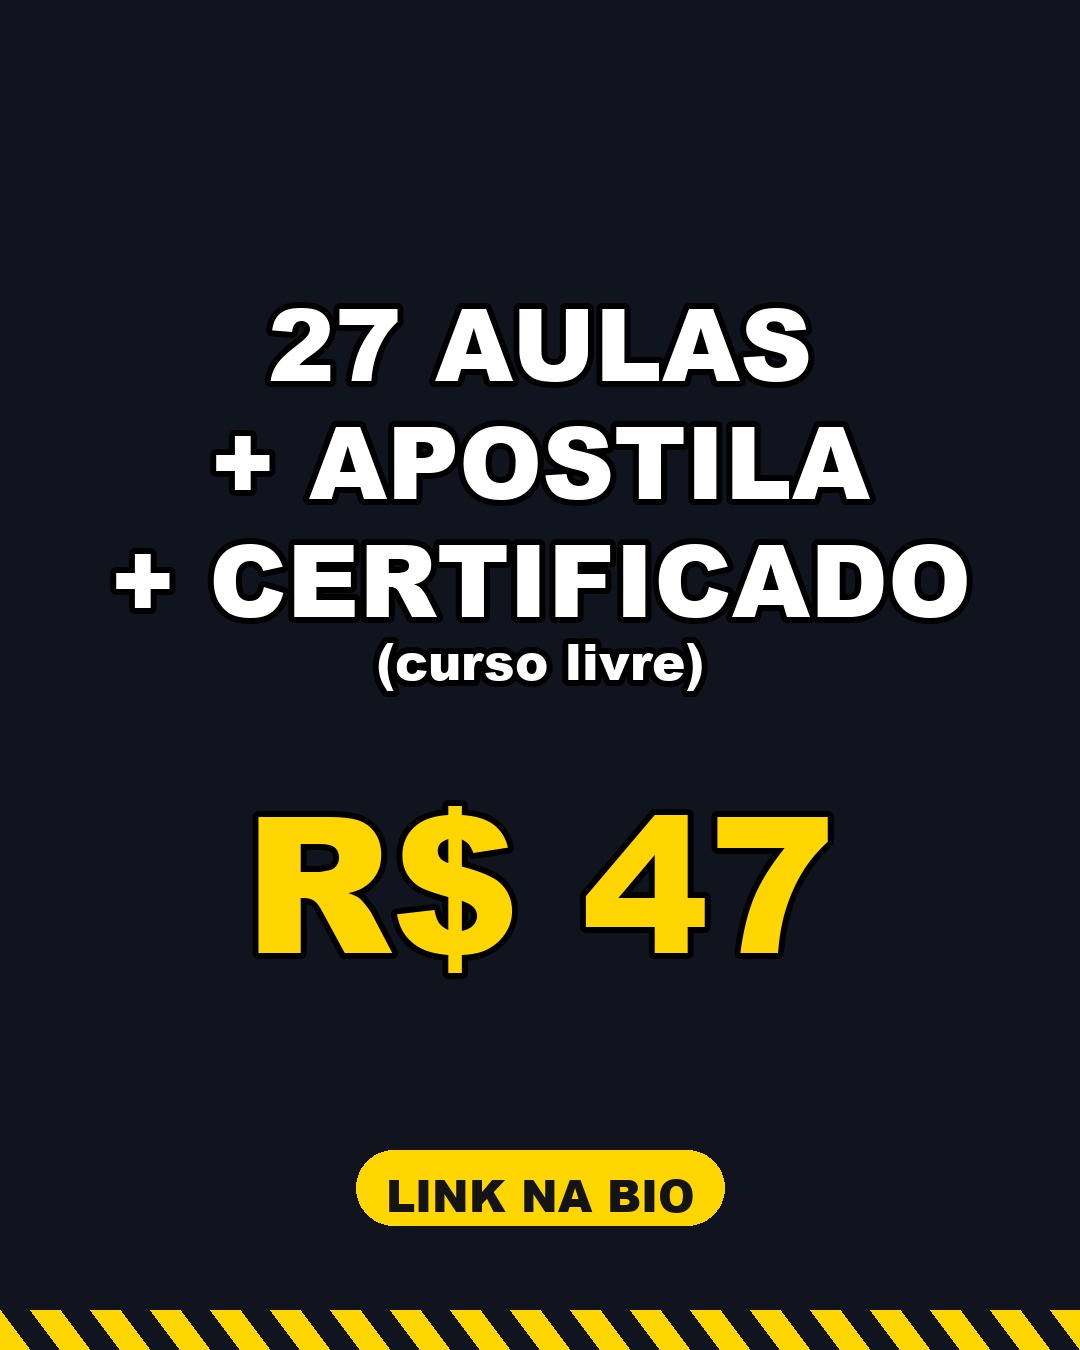 27 AULAS
+ APOSTILA
+ CERTIFICADO
(curso livre)
R$ 47
LINK NA BIO